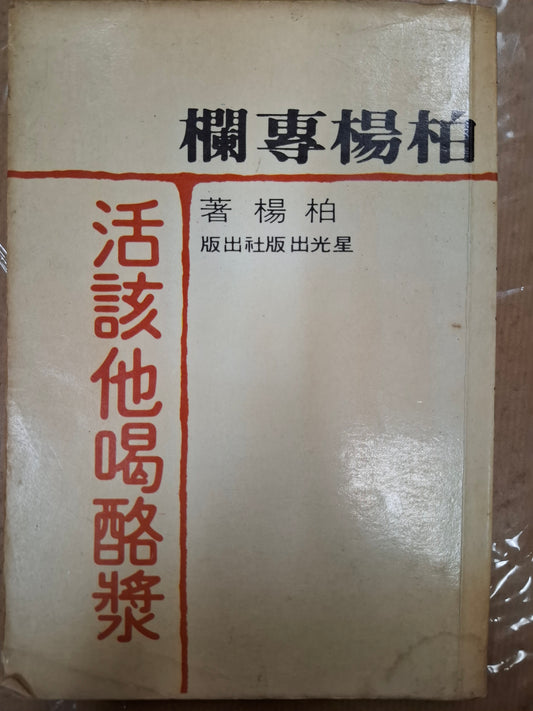 柏楊專欄
柏楊著
星光出版社出版
活該他喝酪漿